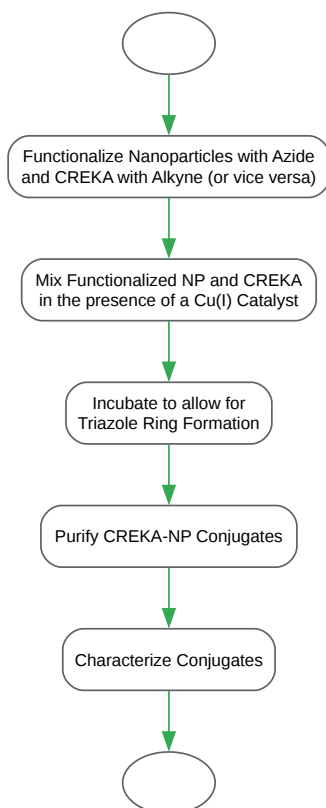 Functionalize Nanoparticles with Azide
and CREKA with Alkyne (or vice versa)
Mix Functionalized NP and CREKA
in the presence of a Cu(I) Catalyst
Incubate to allow for
Triazole Ring Formation
Purify CREKA-NP Conjugates
Characterize Conjugates